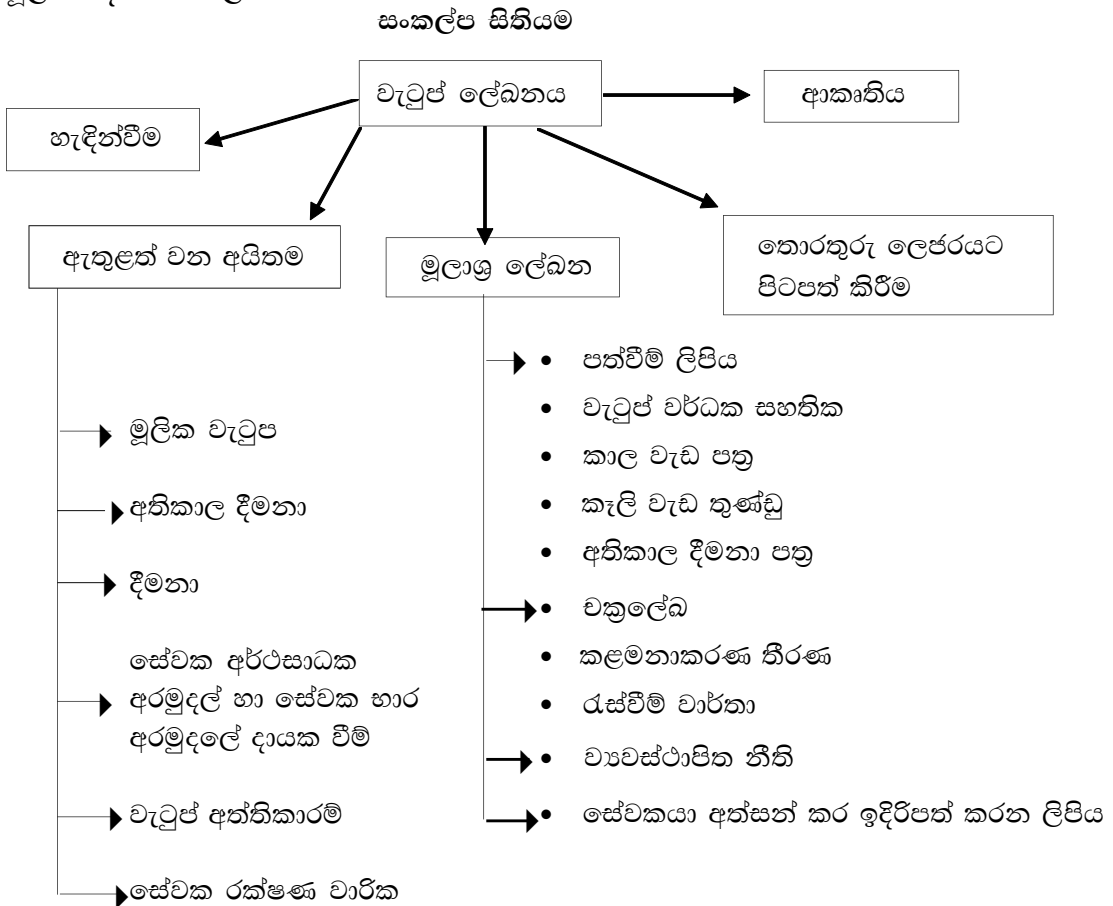 සංකල්ප සිතියම
වැටුප් ලේඛනය
ආකෘතිය
හැඳින්වීම
ඇතුළත් වන අයිතම
මූලාශ්‍ර ලේඛන
තොරතුරු ලෙජරයට
පිටපත් කිරීම
• පත්වීම් ලිපිය
• වැටුප් වර්ධක සහතික
• කාල වැඩ පත්‍ර
• කෑලි වැඩ තුණ්ඩු
• අතිකාල දීමනා පත්‍ර
• චක්‍රලේඛ
• කළමනාකරණ තීරණ
• රැස්වීම් වාර්තා
• ව්‍යවස්ථාපිත නීති
• සේවකයා අත්සන් කර ඉදිරිපත් කරන ලිපිය
මූලික වැටුප
අතිකාල දීමනා
දීමනා
සේවක අර්ථසාධක
අරමුදල් හා සේවක භාර
අරමුදලේ දායක වීම්
වැටුප් අත්තිකාරම්
සේවක රක්ෂණ වාරික